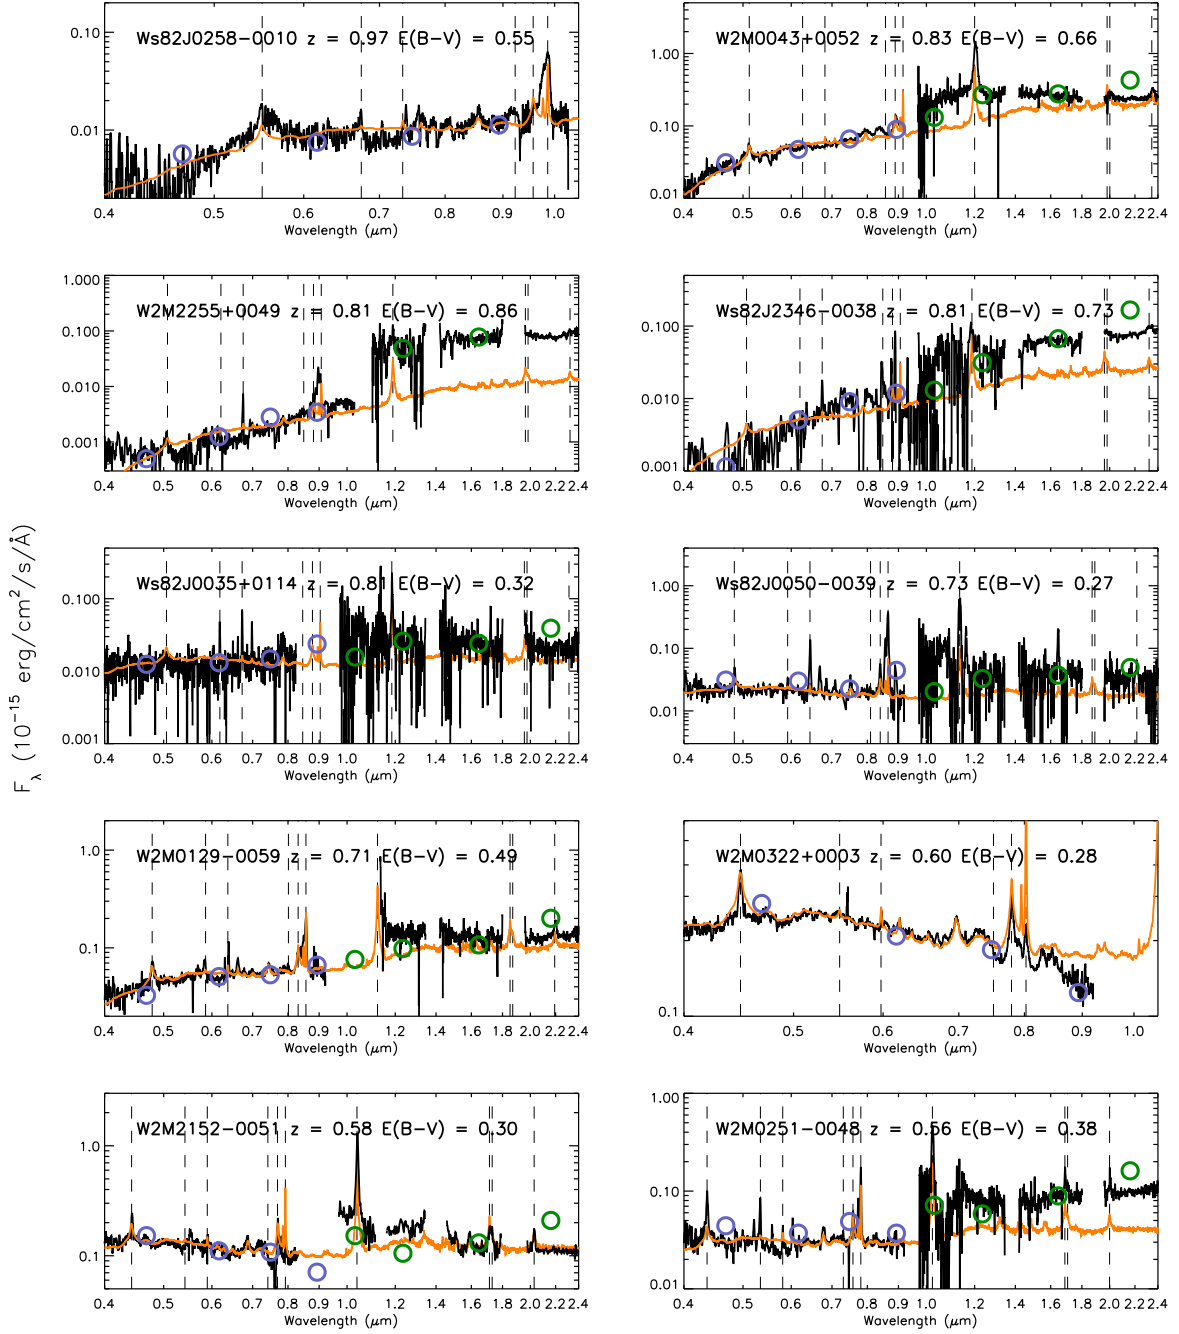 Ws82J0258−0010 z = 0.97 E(B−V) = 0.55
0.10
0.01
0.4 0.5 0.6 0.7 0.8 0.9 1.0
Wavelength (μm)
W2M0043+0052 z = 0.83 E(B−V) = 0.66
1.00
0.10
0.01
0.4 0.5 0.6 0.7 0.8 0.9 1.0 1.2 1.4 1.6 1.8 2.0 2.2 2.4
Wavelength (μm)
W2M2255+0049 z = 0.81 E(B−V) = 0.86
1.000
0.100
0.010
0.001
0.4 0.5 0.6 0.7 0.8 0.9 1.0 1.2 1.4 1.6 1.8 2.0 2.2 2.4
Wavelength (μm)
Ws82J2346−0038 z = 0.81 E(B−V) = 0.73
0.100
0.010
0.001
0.4 0.5 0.6 0.7 0.8 0.9 1.0 1.2 1.4 1.6 1.8 2.0 2.2 2.4
Wavelength (μm)
F_λ (10^−15 erg/cm²/s/Å)
Ws82J0035+0114 z = 0.81 E(B−V) = 0.32
0.100
0.010
0.001
0.4 0.5 0.6 0.7 0.8 0.9 1.0 1.2 1.4 1.6 1.8 2.0 2.2 2.4
Wavelength (μm)
Ws82J0050−0039 z = 0.73 E(B−V) = 0.27
1.00
0.10
0.01
0.4 0.5 0.6 0.7 0.8 0.9 1.0 1.2 1.4 1.6 1.8 2.0 2.2 2.4
Wavelength (μm)
W2M0129−0059 z = 0.71 E(B−V) = 0.49
1.0
0.1
0.4 0.5 0.6 0.7 0.8 0.9 1.0 1.2 1.4 1.6 1.8 2.0 2.2 2.4
Wavelength (μm)
W2M0322+0003 z = 0.60 E(B−V) = 0.28
0.1
0.4 0.5 0.6 0.7 0.8 0.9 1.0
Wavelength (μm)
W2M2152−0051 z = 0.58 E(B−V) = 0.30
1.0
0.1
0.4 0.5 0.6 0.7 0.8 0.9 1.0 1.2 1.4 1.6 1.8 2.0 2.2 2.4
Wavelength (μm)
W2M0251−0048 z = 0.56 E(B−V) = 0.38
1.00
0.10
0.01
0.4 0.5 0.6 0.7 0.8 0.9 1.0 1.2 1.4 1.6 1.8 2.0 2.2 2.4
Wavelength (μm)